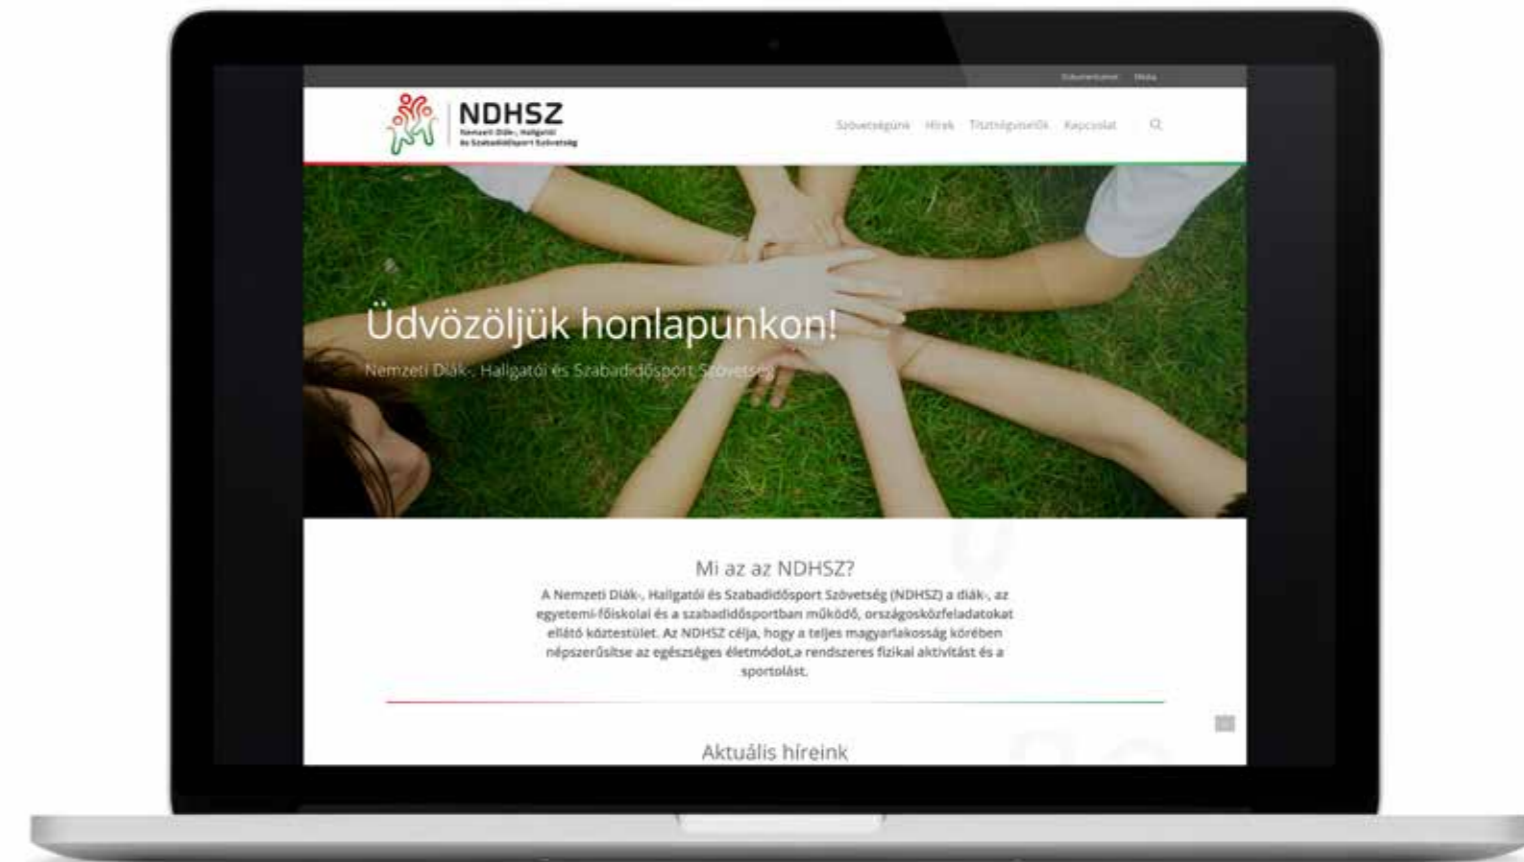 Dokumentumok Média
NDHSZ
Nemzeti Diák-, Hallgatói
és Szabadidősport Szövetség
Szövetségünk Hírek Tisztségviselők Kapcsolat
Üdvözöljük honlapunkon!
Nemzeti Diák-, Hallgatói és Szabadidősport Szövetség
Mi az az NDHSZ?
A Nemzeti Diák-, Hallgatói és Szabadidősport Szövetség (NDHSZ) a diák-, az
egyetemi-főiskolai és a szabadidősportban működő, országosközfeladatokat
ellátó köztestület. Az NDHSZ célja, hogy a teljes magyarlakosság körében
népszerűsítse az egészséges életmódot,a rendszeres fizikai aktivitást és a
sportolást.
Aktuális híreink